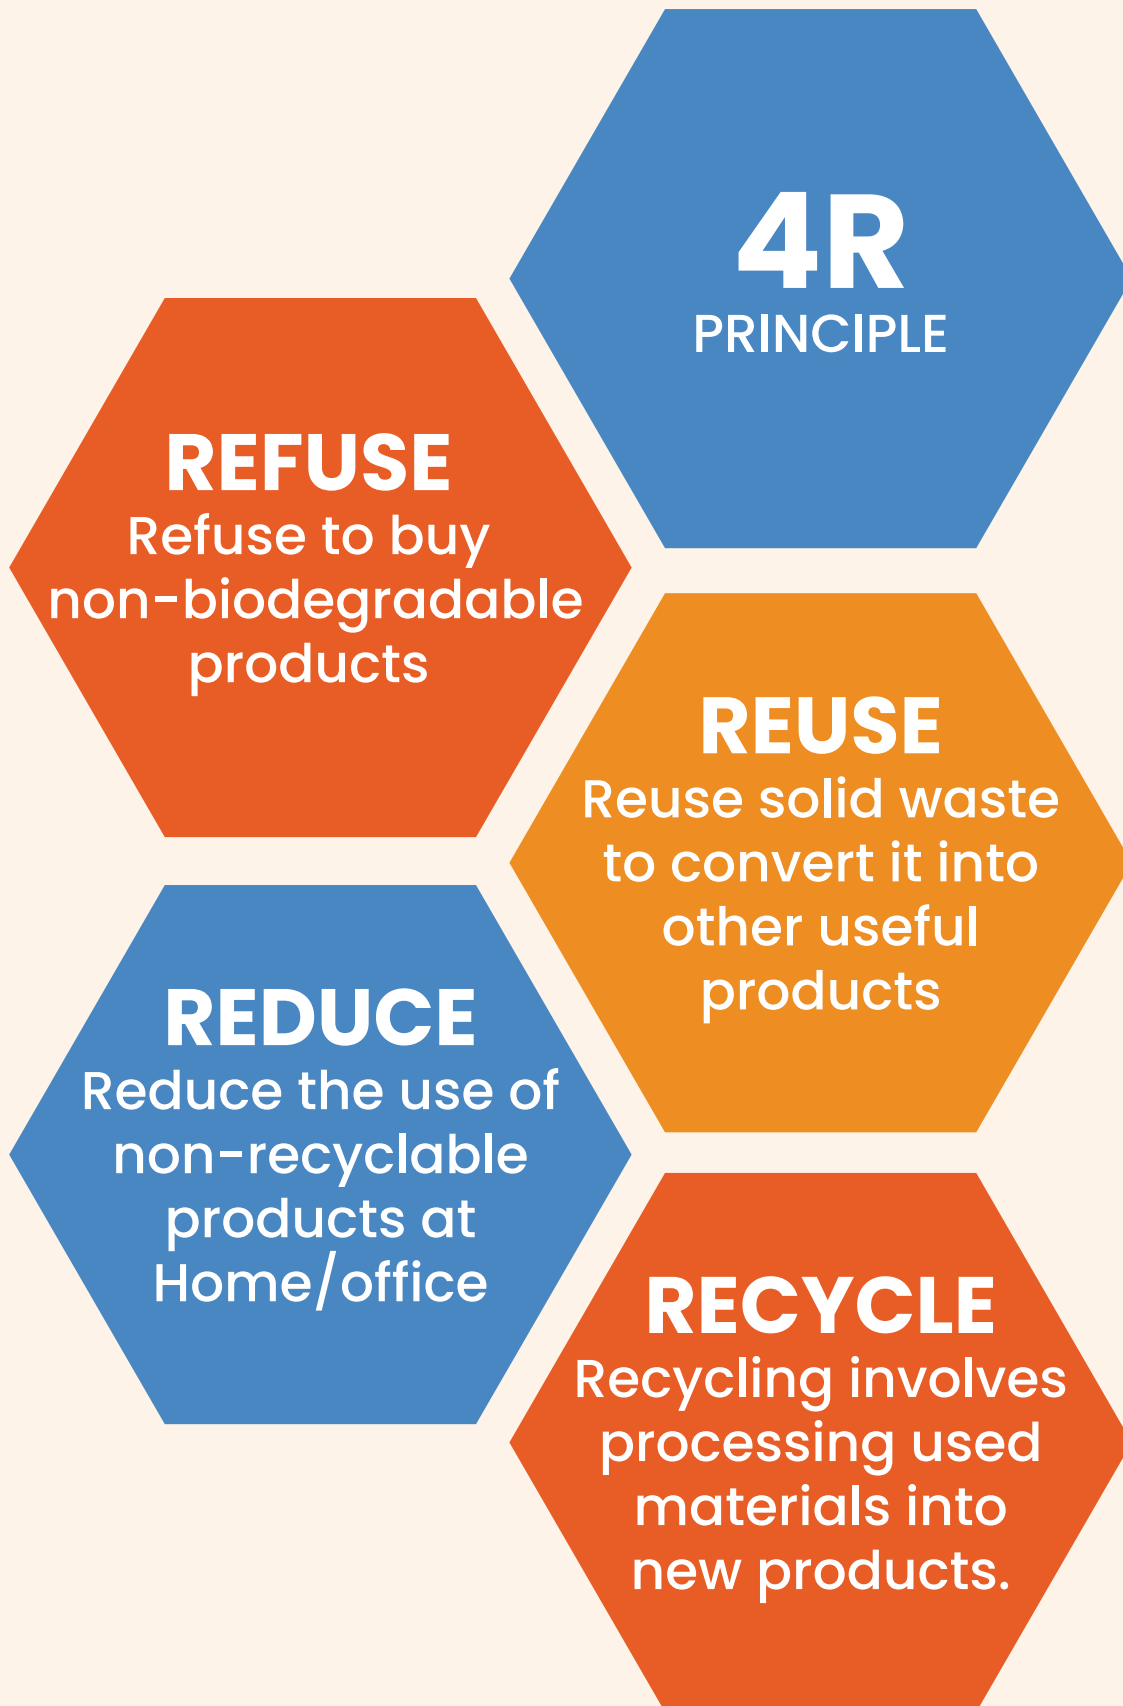 4R
PRINCIPLE
REFUSE
Refuse to buy
non-biodegradable
products
REUSE
Reuse solid waste
to convert it into
other useful
products
REDUCE
Reduce the use of
non-recyclable
products at
Home/office
RECYCLE
Recycling involves
processing used
materials into
new products.